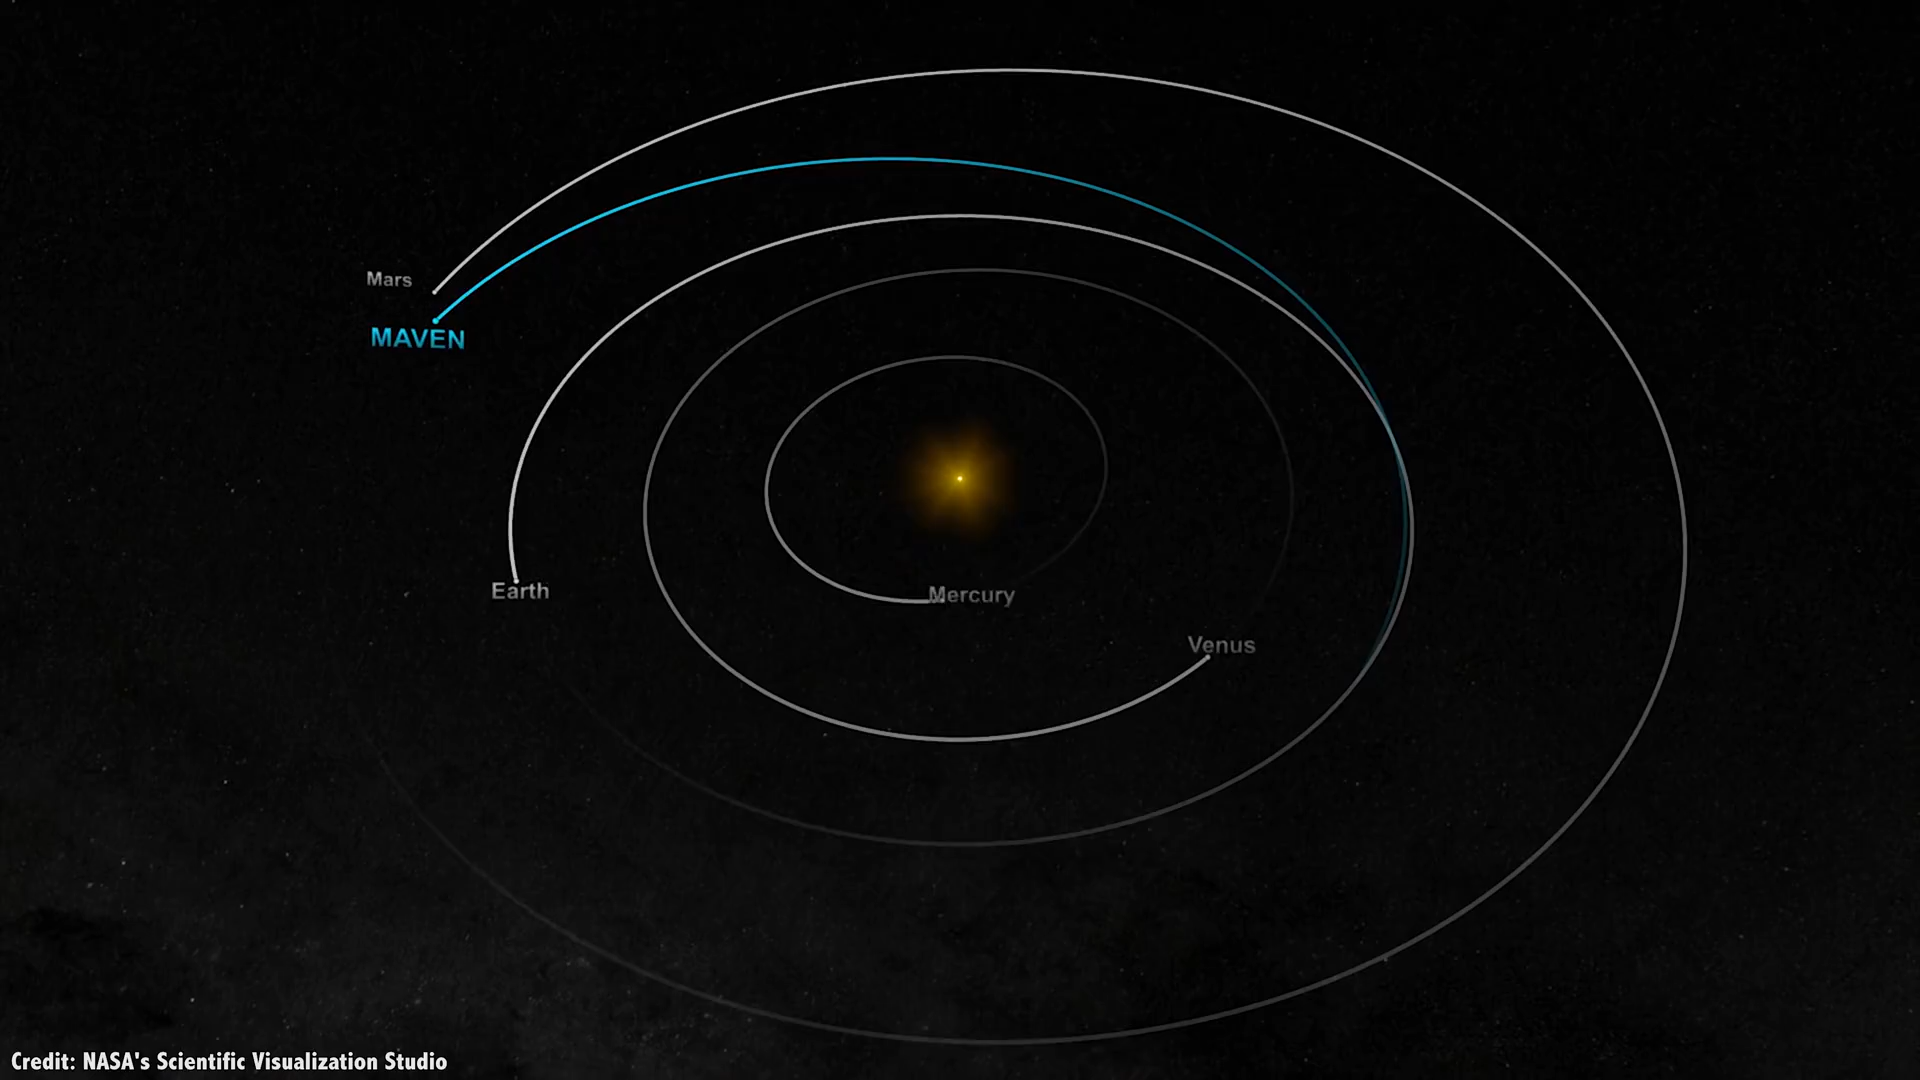 Mars
MAVEN
Earth
Mercury
Venus
Credit: NASA's Scientific Visualization Studio